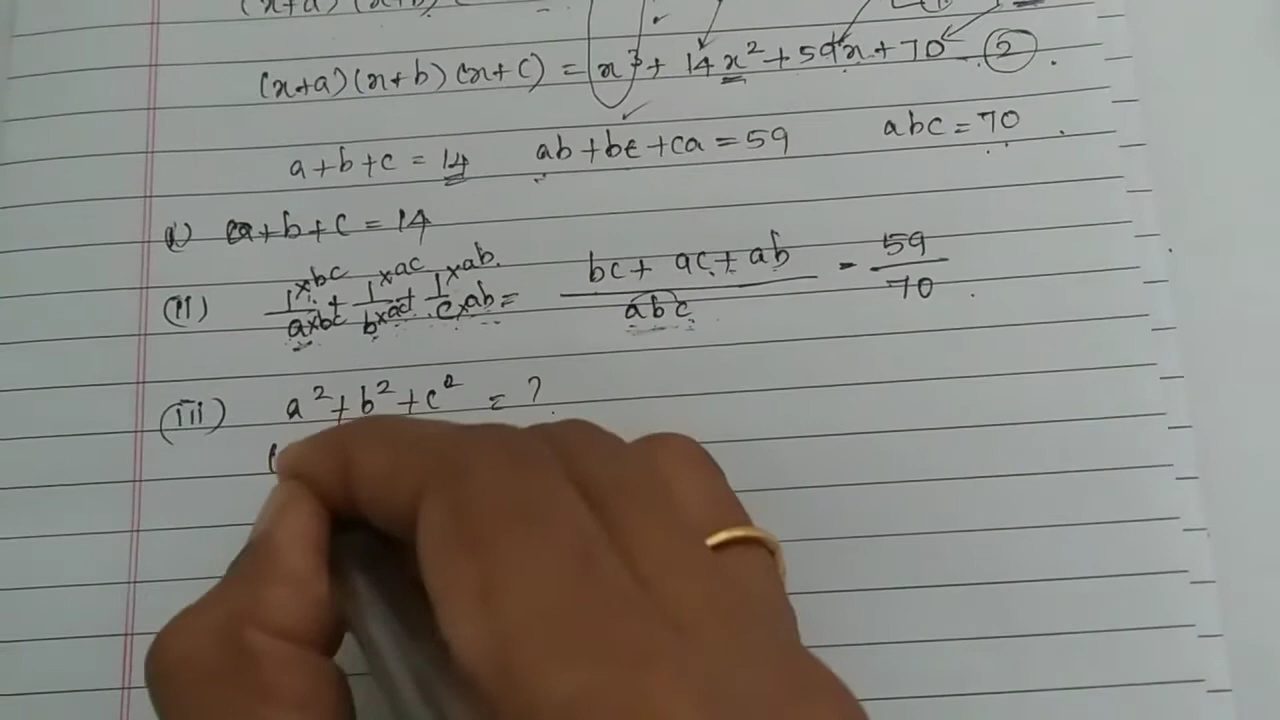 (x+a)(x+b)(
(x+a)(x+b)(x+c) = x³ + 14x² + 59x + 70 (2) .
a+b+c = 14 ab+bc+ca = 59 abc = 70 .
i) a+b+c = 14
(II) 1×bc/a×bc + 1×ac/b×ac + 1×ab/c×ab = bc + ac + ab / abc = 59/70
(III) a²+b²+c² = ?
(